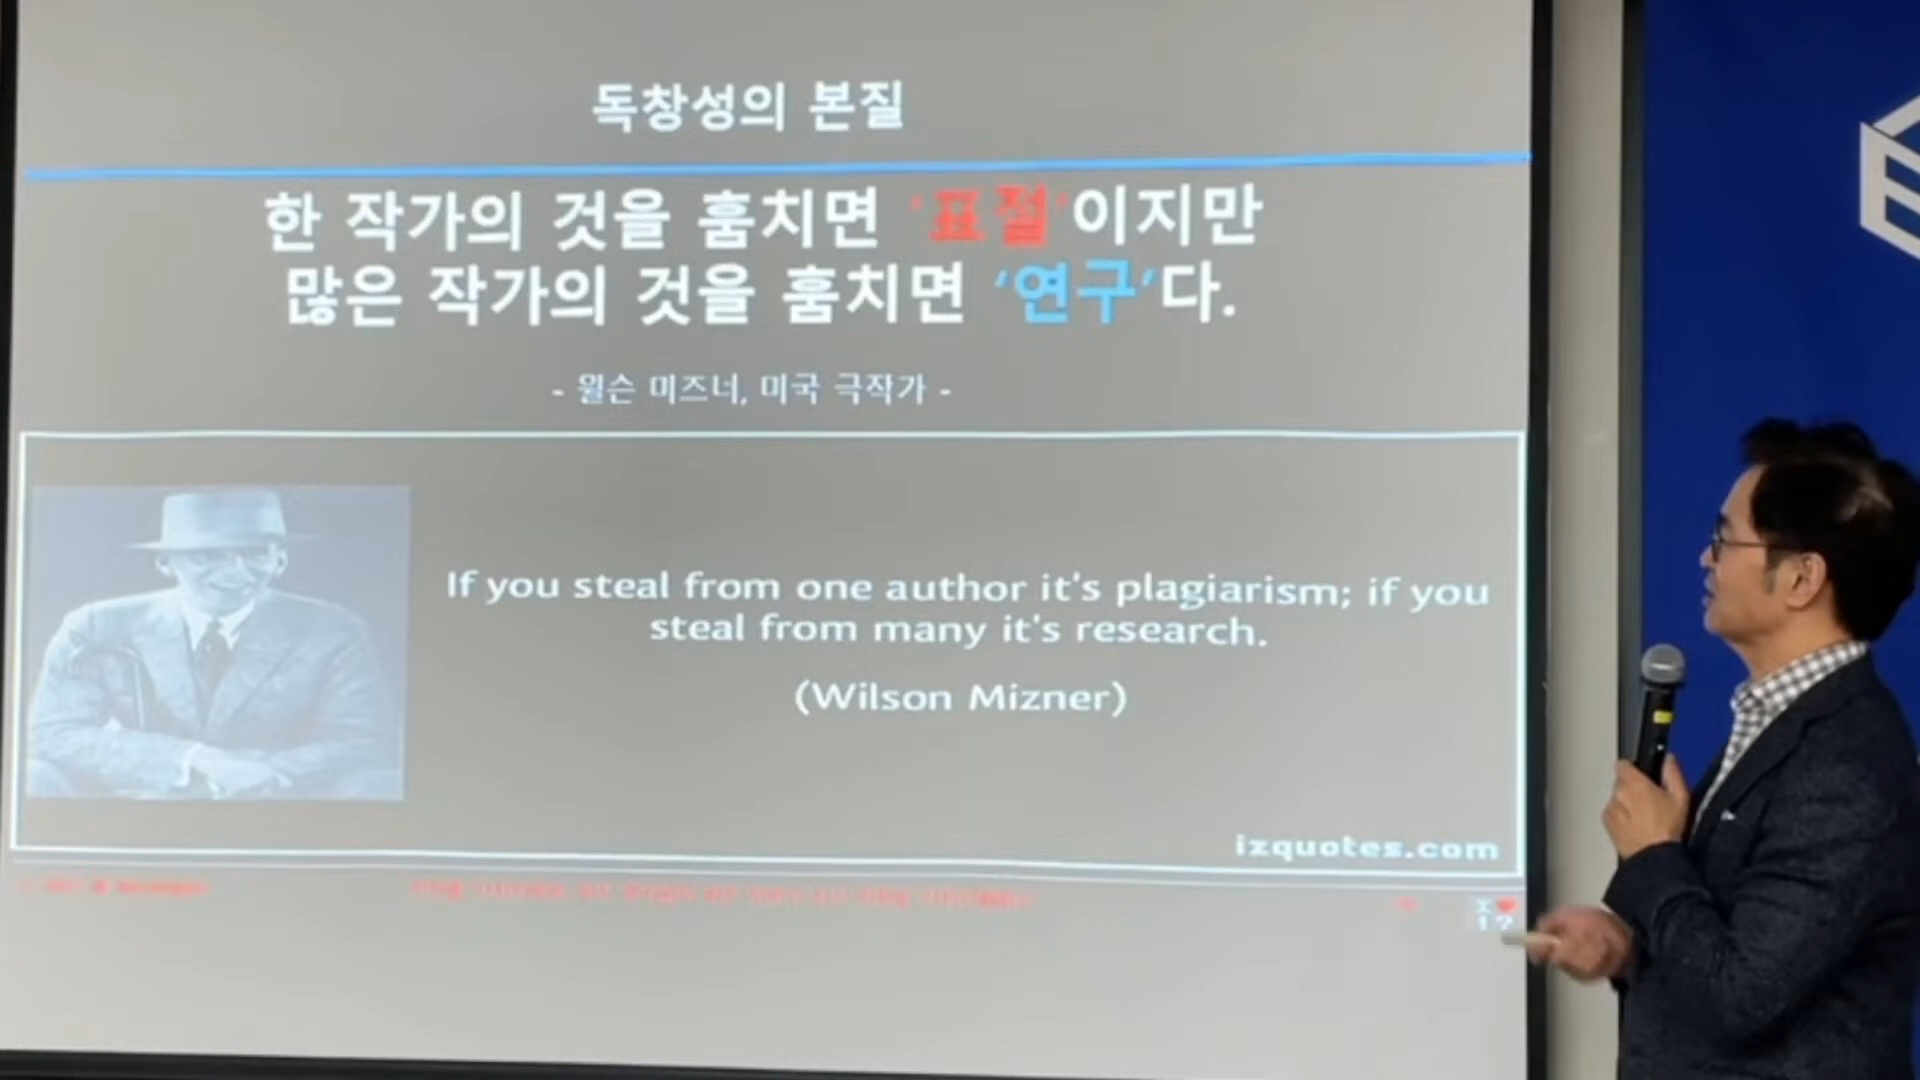 독창성의 본질
한 작가의 것을 훔치면 '표절'이지만
많은 작가의 것을 훔치면 '연구'다.
- 윌슨 미즈너, 미국 극작가 -
If you steal from one author it's plagiarism; if you
steal from many it's research.
(Wilson Mizner)
izquotes.com